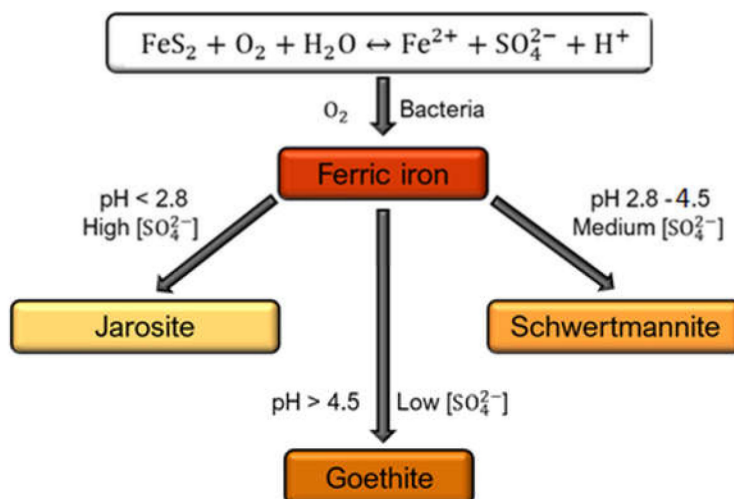 FeS₂ + O₂ + H₂O ↔ Fe²⁺ + SO₄²⁻ + H⁺
O₂ Bacteria
Ferric iron
pH < 2.8
High [SO₄²⁻]
pH 2.8 - 4.5
Medium [SO₄²⁻]
Jarosite
Schwertmannite
pH > 4.5 Low [SO₄²⁻]
Goethite